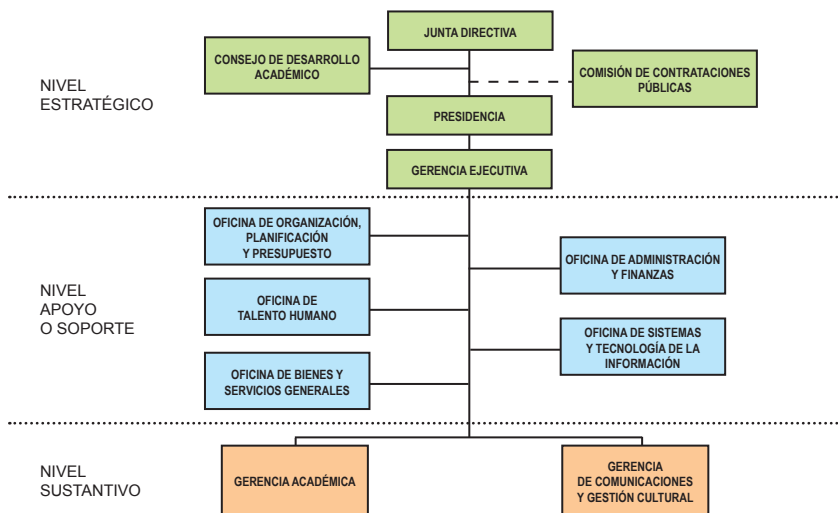 JUNTA DIRECTIVA
CONSEJO DE DESARROLLO
ACADÉMICO
COMISIÓN DE CONTRATACIONES
PÚBLICAS
NIVEL
ESTRATÉGICO
PRESIDENCIA
GERENCIA EJECUTIVA
OFICINA DE ORGANIZACIÓN,
PLANIFICACIÓN
Y PRESUPUESTO
OFICINA DE ADMINISTRACIÓN
Y FINANZAS
NIVEL
APOYO
O SOPORTE
OFICINA DE
TALENTO HUMANO
OFICINA DE SISTEMAS
Y TECNOLOGÍA DE LA
INFORMACIÓN
OFICINA DE BIENES Y
SERVICIOS GENERALES
NIVEL
SUSTANTIVO
GERENCIA ACADÉMICA
GERENCIA
DE COMUNICACIONES
Y GESTIÓN CULTURAL